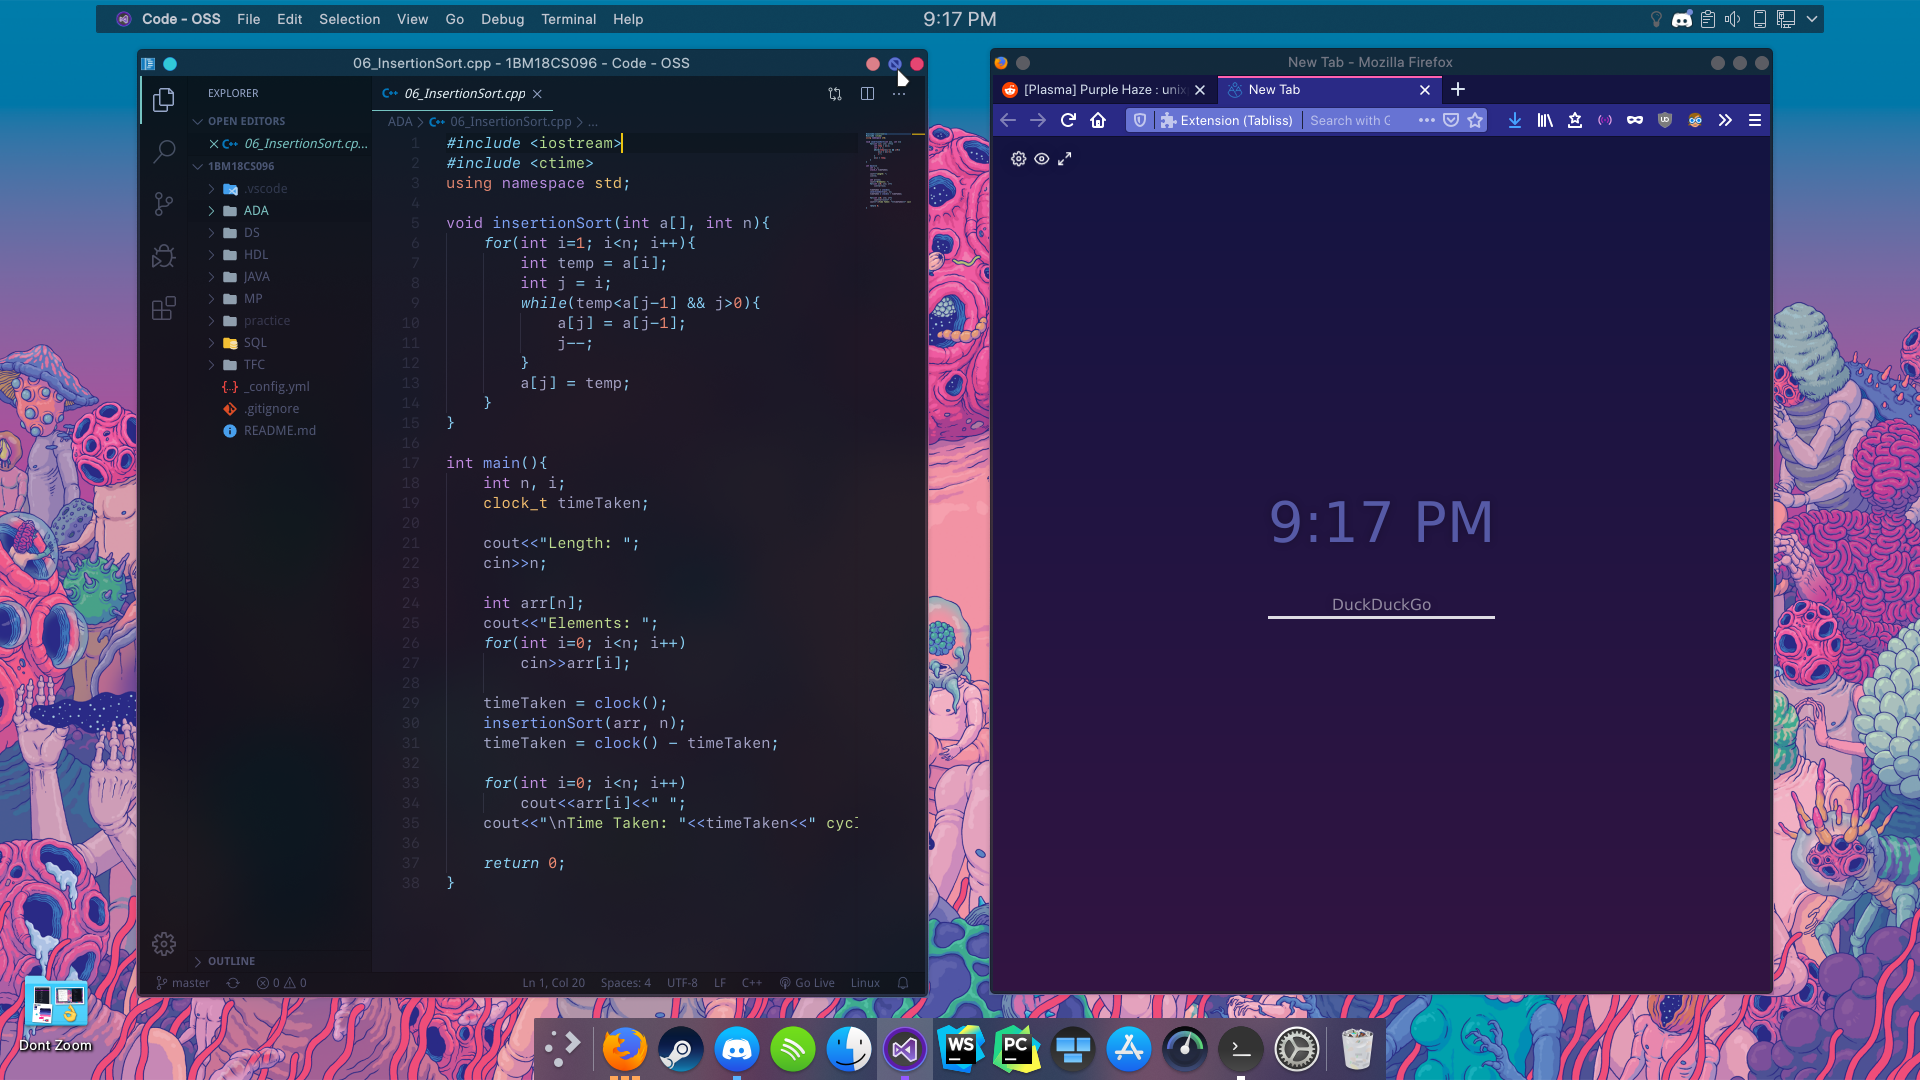 Code - OSS File Edit Selection View Go Debug Terminal Help
9:17 PM
06_InsertionSort.cpp - 1BM18CS096 - Code - OSS
EXPLORER
OPEN EDITORS
06_InsertionSort.cp...
1BM18CS096
.vscode
ADA
DS
HDL
JAVA
MP
practice
SQL
TFC
_config.yml
.gitignore
README.md
OUTLINE
06_InsertionSort.cpp
ADA > 06_InsertionSort.cpp > ...
1 #include <iostream>
2 #include <ctime>
3 using namespace std;
4
5 void insertionSort(int a[], int n){
6 for(int i=1; i<n; i++){
7 int temp = a[i];
8 int j = i;
9 while(temp<a[j-1] && j>0){
10 a[j] = a[j-1];
11 j--;
12 }
13 a[j] = temp;
14 }
15 }
16
17 int main(){
18 int n, i;
19 clock_t timeTaken;
20
21 cout<<"Length: ";
22 cin>>n;
23
24 int arr[n];
25 cout<<"Elements: ";
26 for(int i=0; i<n; i++)
27 cin>>arr[i];
28
29 timeTaken = clock();
30 insertionSort(arr, n);
31 timeTaken = clock() - timeTaken;
32
33 for(int i=0; i<n; i++)
34 cout<<arr[i]<<" ";
35 cout<<"\nTime Taken: "<<timeTaken<<" cyc
36
37 return 0;
38 }
master 0 0 Ln 1, Col 20 Spaces: 4 UTF-8 LF C++ Go Live Linux
New Tab - Mozilla Firefox
[Plasma] Purple Haze : unix
New Tab
Extension (Tabliss) Search with
9:17 PM
DuckDuckGo
Dont Zoom
WS
PC